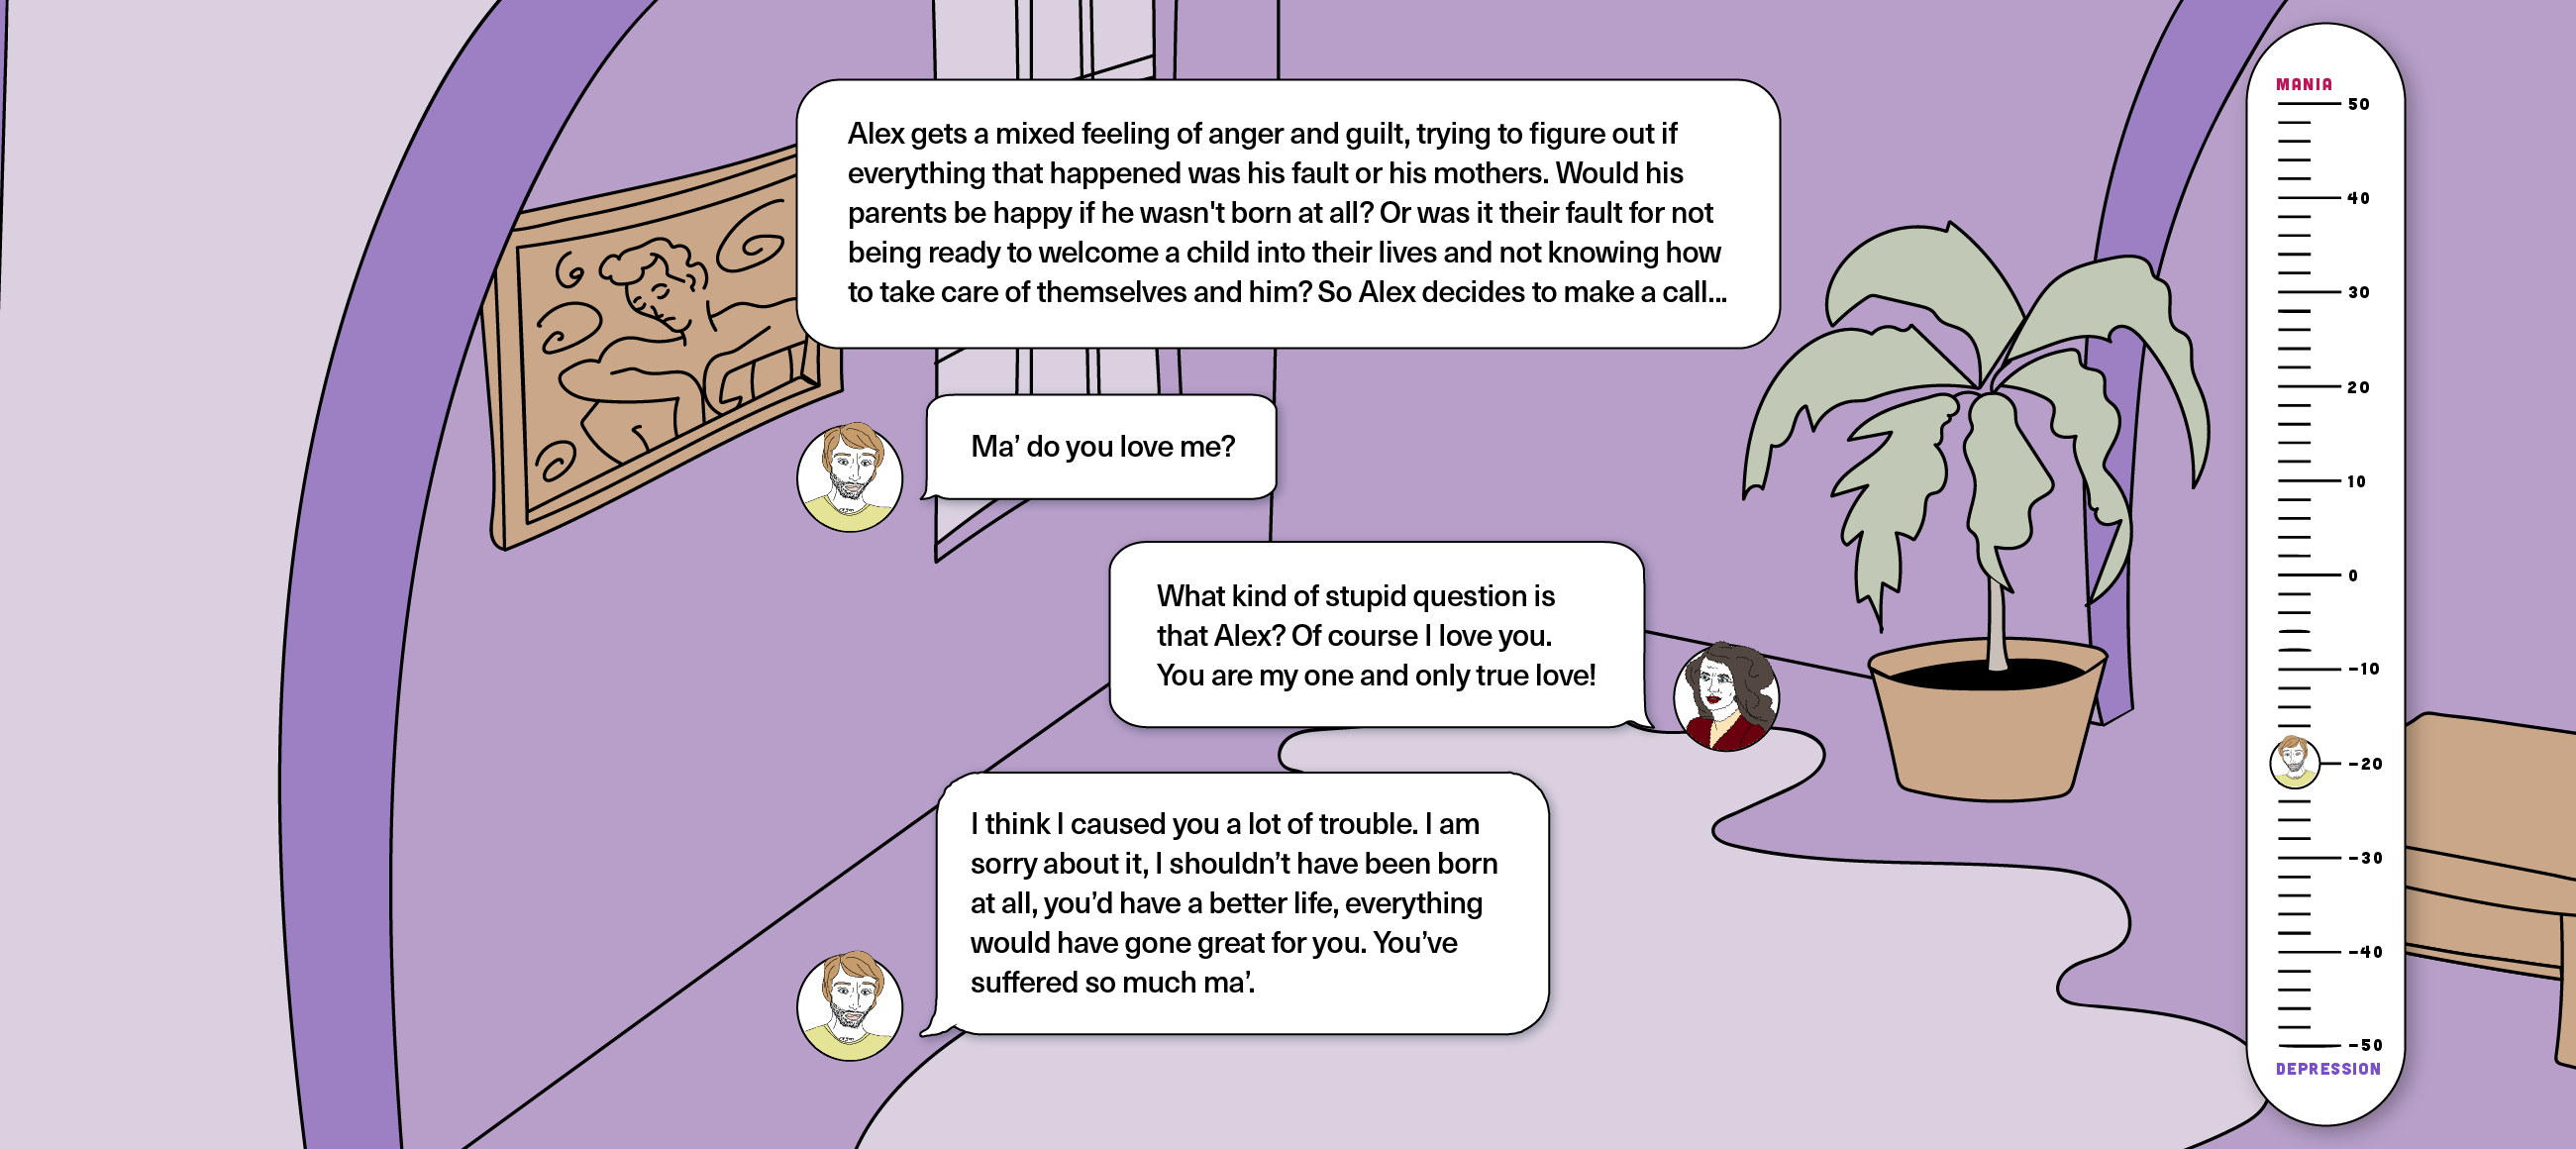 Alex gets a mixed feeling of anger and guilt, trying to figure out if
everything that happened was his fault or his mothers. Would his
parents be happy if he wasn't born at all? Or was it their fault for not
being ready to welcome a child into their lives and not knowing how
to take care of themselves and him? So Alex decides to make a call...
Ma’ do you love me?
What kind of stupid question is
that Alex? Of course I love you.
You are my one and only true love!
I think I caused you a lot of trouble. I am
sorry about it, I shouldn’t have been born
at all, you’d have a better life, everything
would have gone great for you. You’ve
suffered so much ma’.
MANIA
50
40
30
20
10
0
-10
-20
-30
-40
-50
DEPRESSION